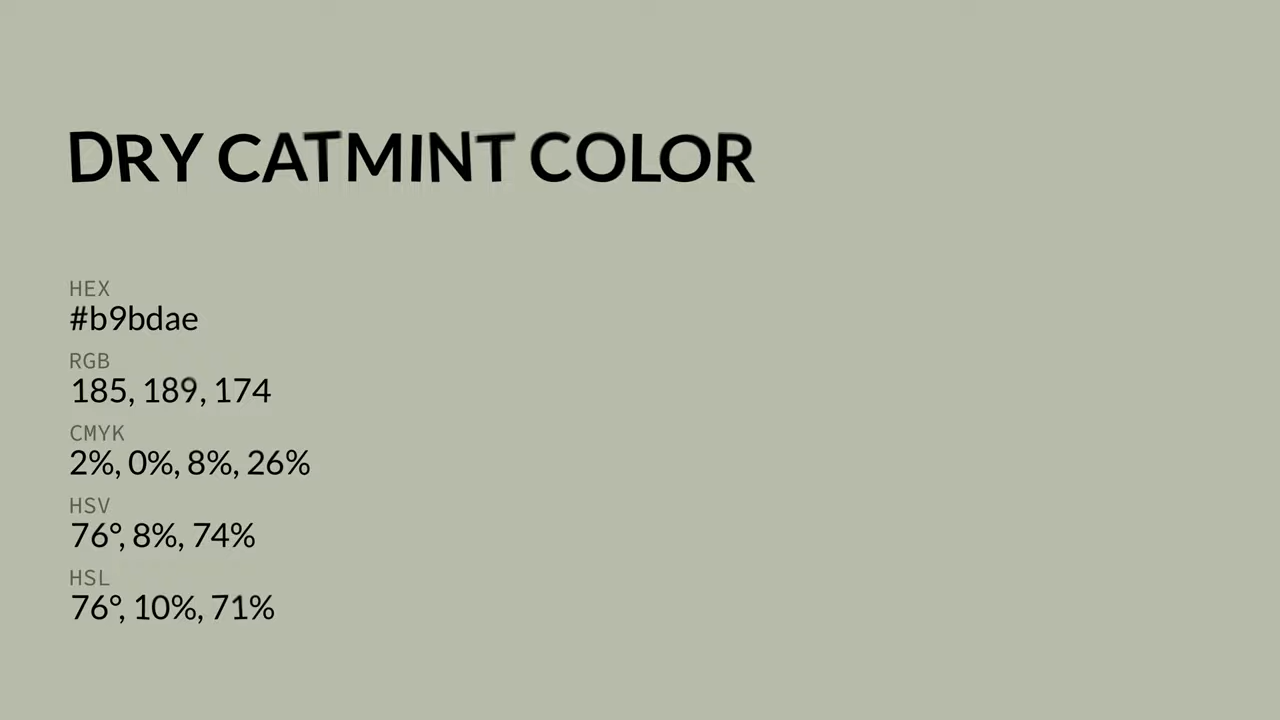 DRY CATMINT COLOR
HEX
#b9bdae
RGB
185, 189, 174
CMYK
2%, 0%, 8%, 26%
HSV
76°, 8%, 74%
HSL
76°, 10%, 71%